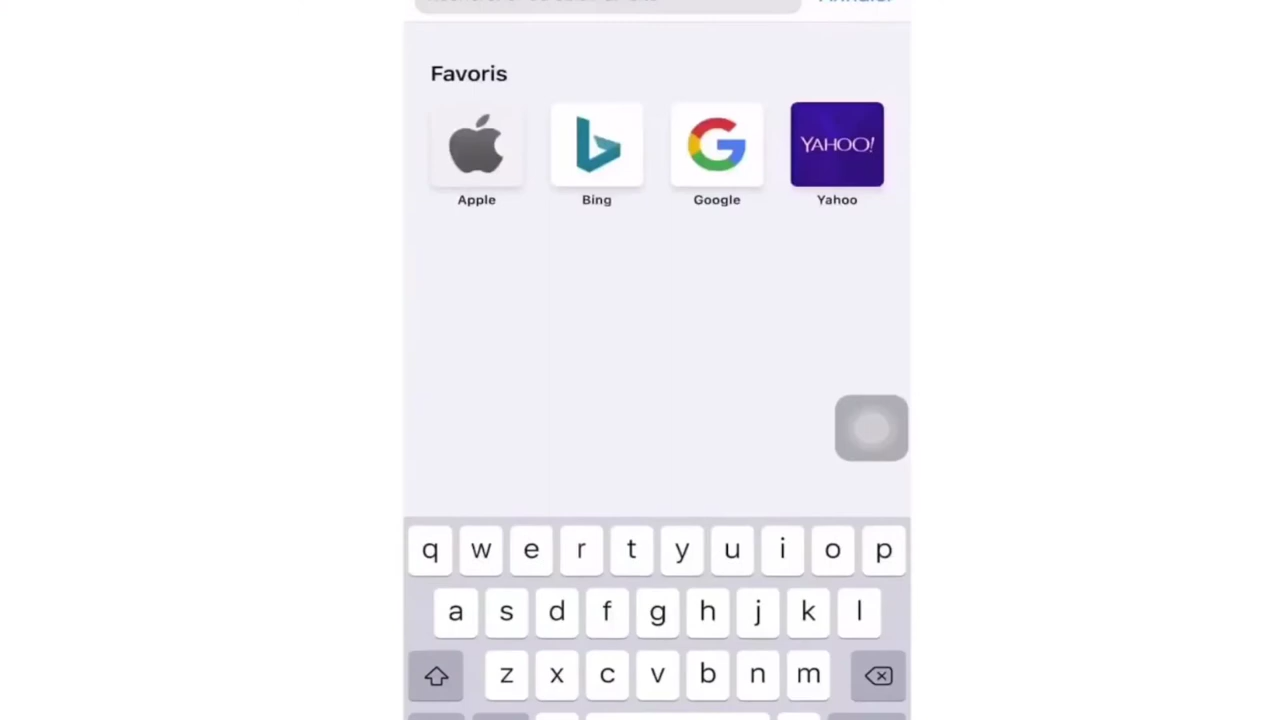 Favoris
YAHOO!
Apple Bing Google Yahoo
q w e r t y u i o p
a s d f g h j k l
z x c v b n m